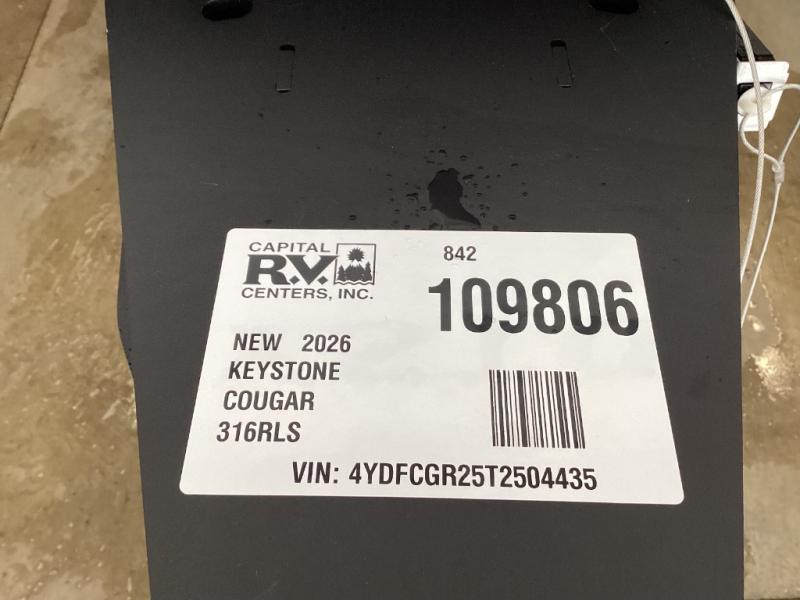 CAPITAL
R.V.
CENTERS, INC.
842
109806
NEW 2026
KEYSTONE
COUGAR
316RLS
VIN: 4YDFCGR25T2504435